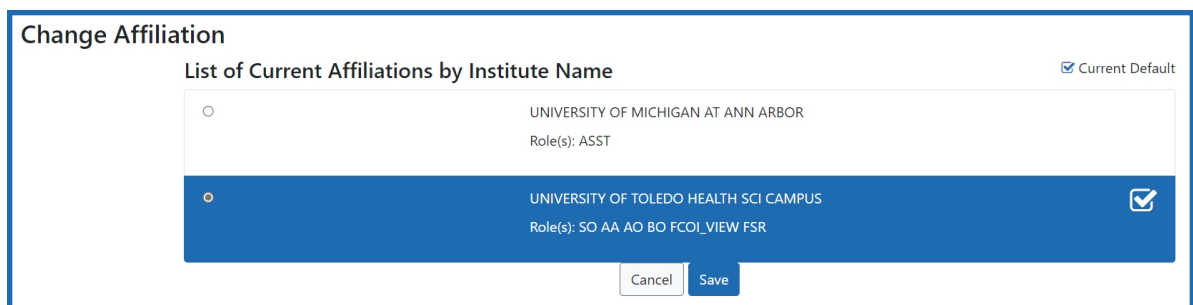 Change Affiliation
List of Current Affiliations by Institute Name
Current Default
UNIVERSITY OF MICHIGAN AT ANN ARBOR
Role(s): ASST
UNIVERSITY OF TOLEDO HEALTH SCI CAMPUS
Role(s): SO AA AO BO FCOI_VIEW FSR
Cancel
Save